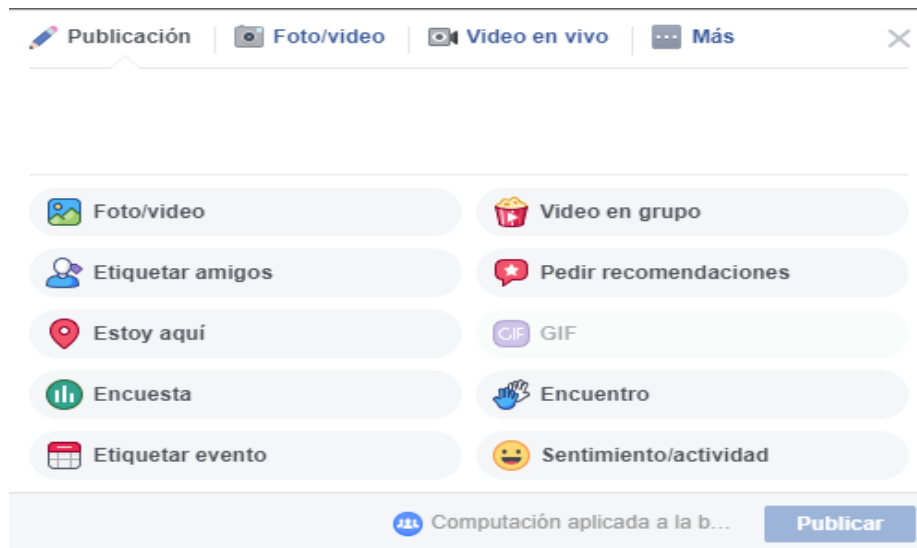 Publicación Foto/video Video en vivo Más
Foto/video Video en grupo
Etiquetar amigos Pedir recomendaciones
Estoy aquí GIF GIF
Encuesta Encuentro
Etiquetar evento Sentimiento/actividad
Computación aplicada a la b... Publicar